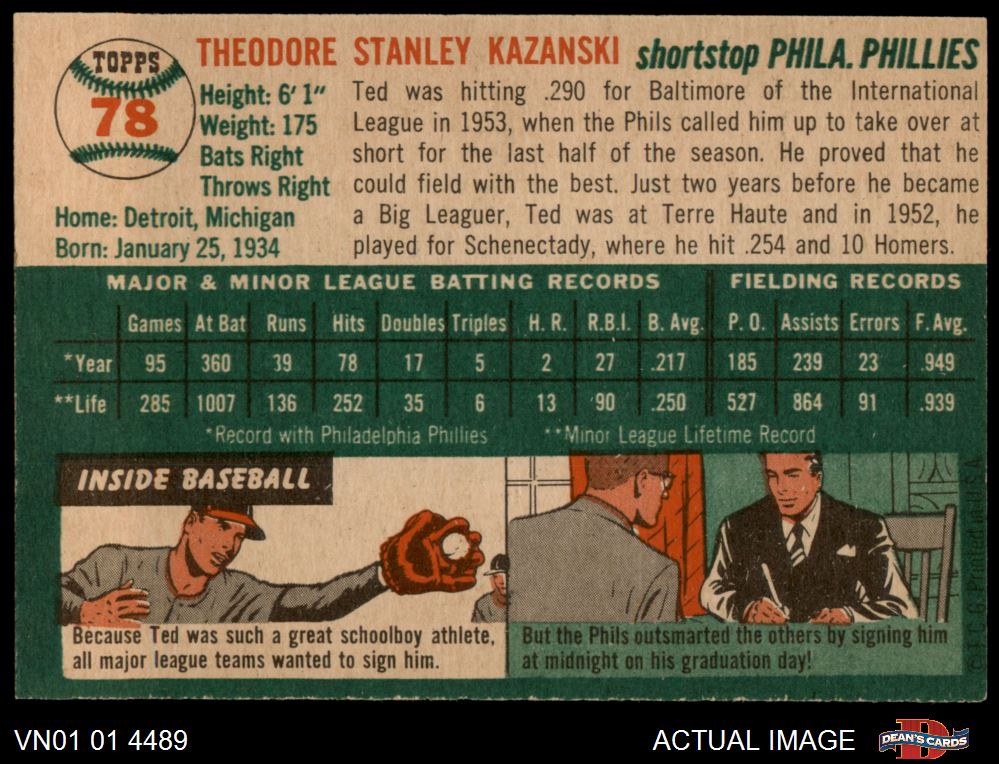 TOPPS
78
THEODORE STANLEY KAZANSKI shortstop PHILA. PHILLIES
Height: 6' 1"
Weight: 175
Bats Right
Throws Right
Home: Detroit, Michigan
Born: January 25, 1934
Ted was hitting .290 for Baltimore of the International
League in 1953, when the Phils called him up to take over at
short for the last half of the season. He proved that he
could field with the best. Just two years before he became
a Big Leaguer, Ted was at Terre Haute and in 1952, he
played for Schenectady, where he hit .254 and 10 Homers.
MAJOR & MINOR LEAGUE BATTING RECORDS FIELDING RECORDS
Games At Bat Runs Hits Doubles Triples H. R. R.B.I. B. Avg. P. O. Assists Errors F. Avg.
*Year 95 360 39 78 17 5 2 27 .217 185 239 23 .949
**Life 285 1007 136 252 35 6 13 90 .250 527 864 91 .939
*Record with Philadelphia Phillies **Minor League Lifetime Record
INSIDE BASEBALL
Because Ted was such a great schoolboy athlete,
all major league teams wanted to sign him.
But the Phils outsmarted the others by signing him
at midnight on his graduation day!
© T. C. G. Printed in U.S.A.
VN01 01 4489 ACTUAL IMAGE
D
DEAN'S CARDS